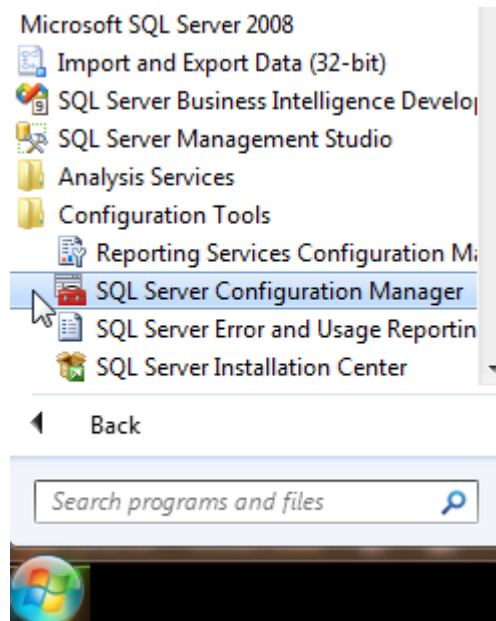 Microsoft SQL Server 2008
Import and Export Data (32-bit)
SQL Server Business Intelligence Develo
SQL Server Management Studio
Analysis Services
Configuration Tools
Reporting Services Configuration Ma
SQL Server Configuration Manager
SQL Server Error and Usage Reportin
SQL Server Installation Center
Back
Search programs and files